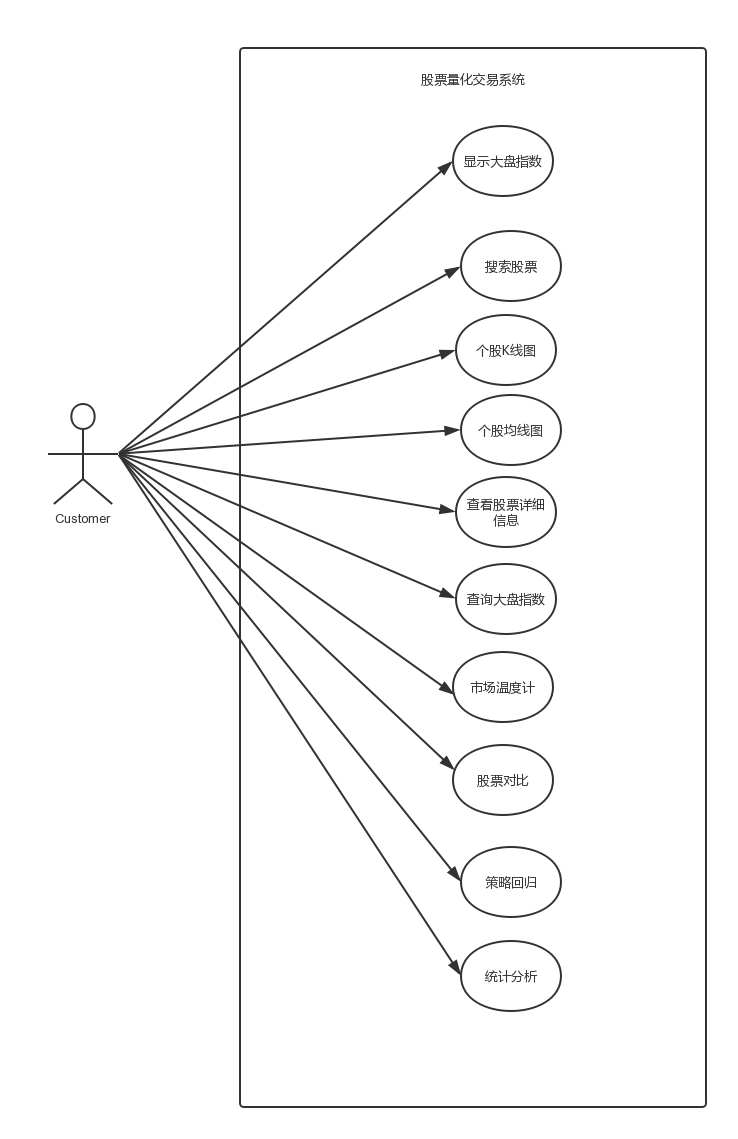 股票量化交易系统
显示大盘指数
搜索股票
个股K线图
个股均线图
查看股票详细
信息
查询大盘指数
市场温度计
股票对比
策略回归
统计分析
Customer